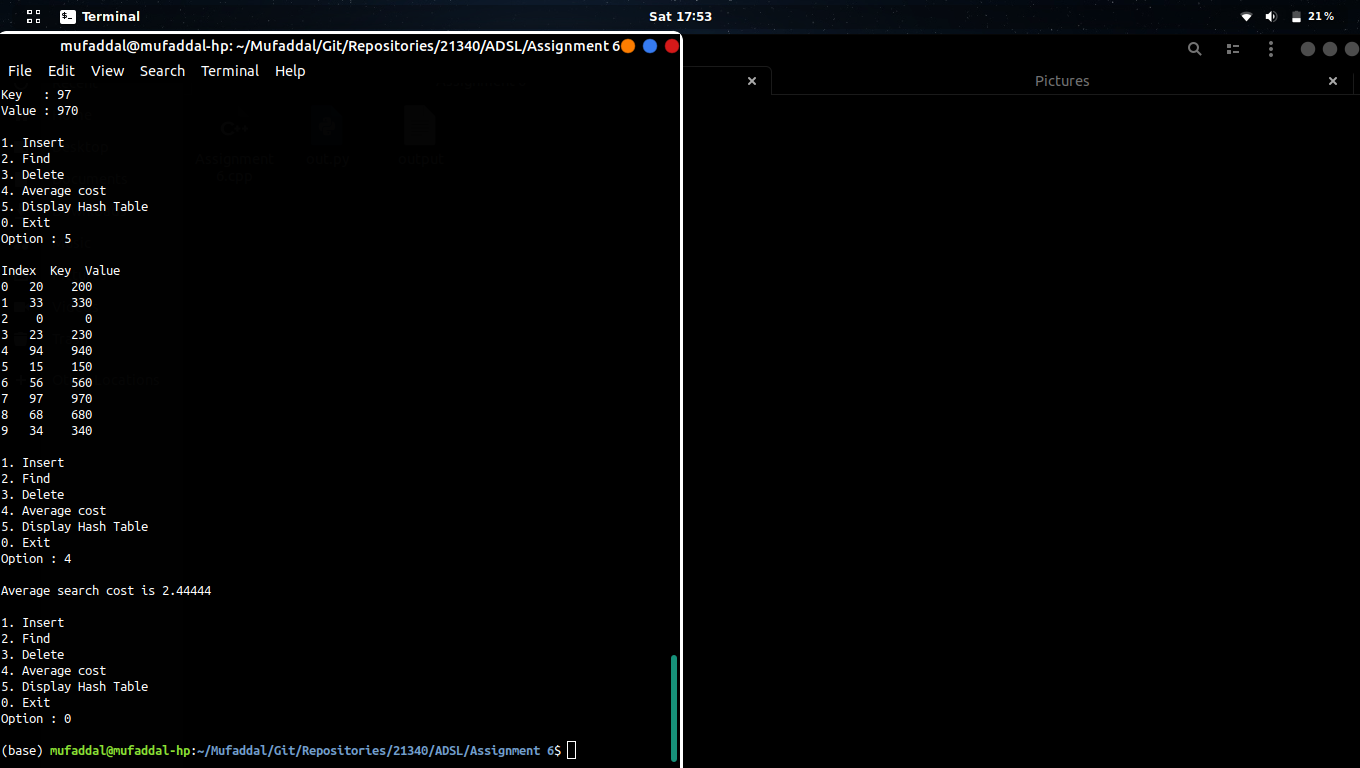 Terminal
Sat 17:53
21 %
mufaddal@mufaddal-hp: ~/Mufaddal/Git/Repositories/21340/ADSL/Assignment 6
File Edit View Search Terminal Help
Pictures
Key   : 97
Value : 970
1. Insert
2. Find
3. Delete
4. Average cost
5. Display Hash Table
0. Exit
Option : 5
Index  Key  Value
0   20    200
1   33    330
2    0      0
3   23    230
4   94    940
5   15    150
6   56    560
7   97    970
8   68    680
9   34    340
1. Insert
2. Find
3. Delete
4. Average cost
5. Display Hash Table
0. Exit
Option : 4
Average search cost is 2.44444
1. Insert
2. Find
3. Delete
4. Average cost
5. Display Hash Table
0. Exit
Option : 0
(base) mufaddal@mufaddal-hp:~/Mufaddal/Git/Repositories/21340/ADSL/Assignment 6$